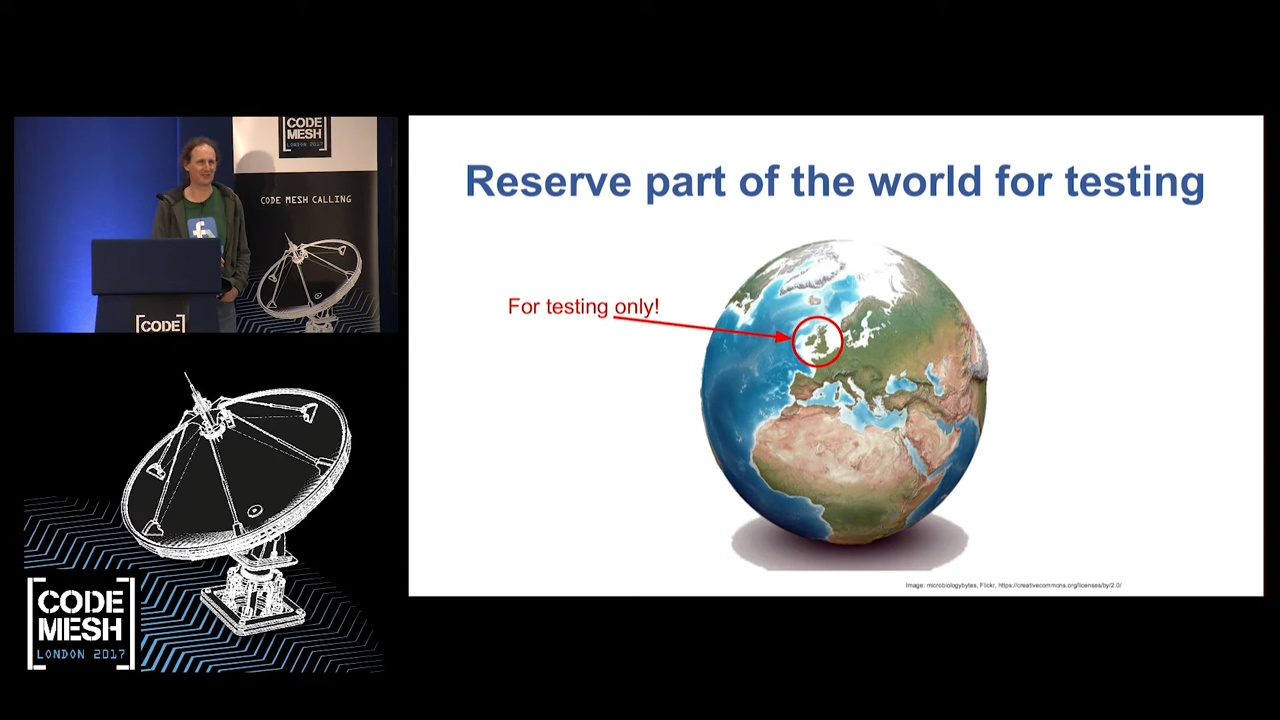 CODE
MESH
LONDON 2017
CODE MESH CALLING
[CODE]
Reserve part of the world for testing
For testing only!
Image: microbiologybytes, Flickr, https://creativecommons.org/licenses/by/2.0/
CODE
MESH
LONDON 2017